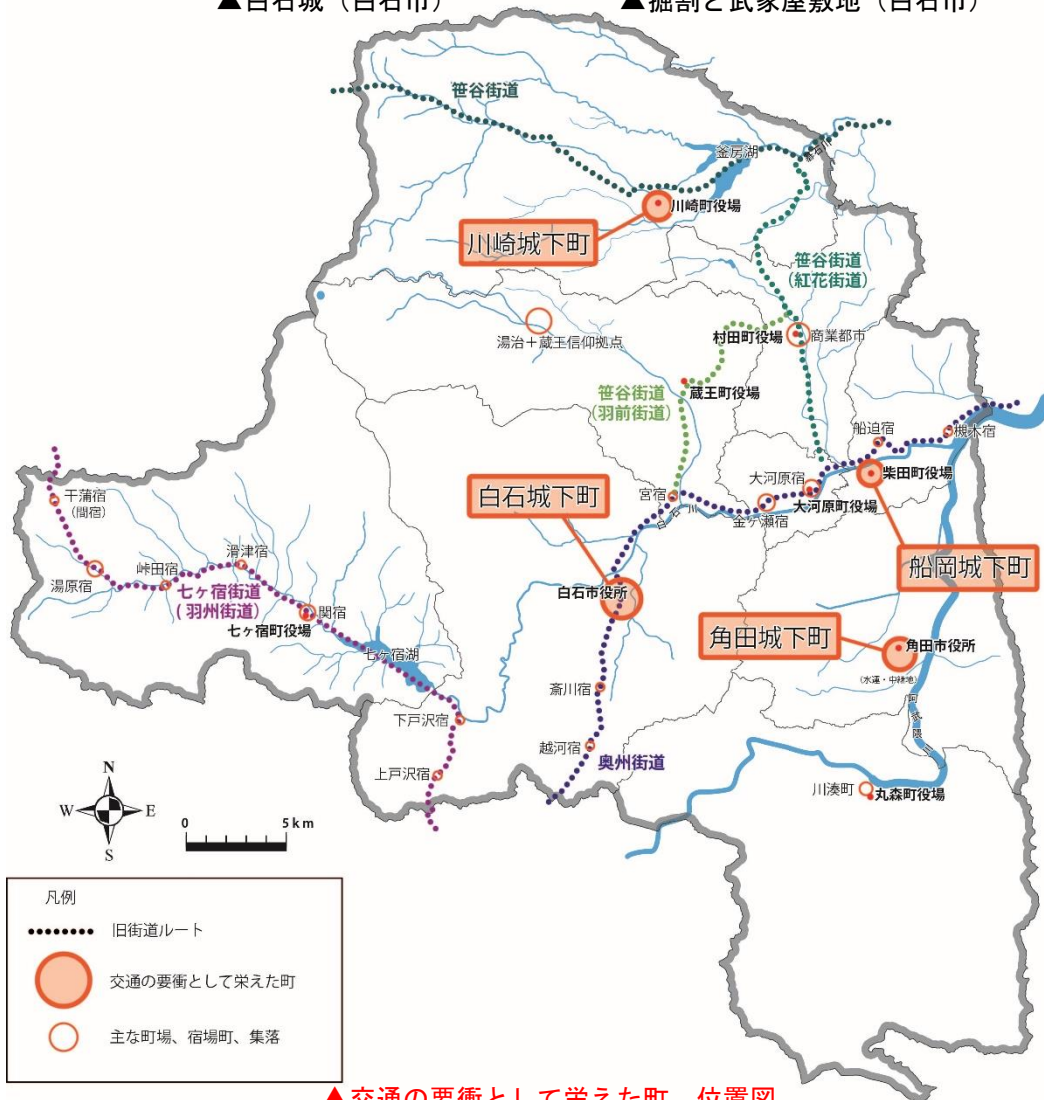 ▲白石城（白石市）
▲掘割と武家屋敷地（白石市）
笹谷街道
釜房湖
川崎町役場
川崎城下町
笹谷街道
（紅花街道）
湯治＋蔵王信仰拠点
村田町役場
商業都市
蔵王町役場
笹谷街道
（羽前街道）
船迫宿
槻木宿
柴田町役場
大河原宿
大河原町役場
宮宿
白石川
金ヶ瀬宿
白石城下町
船岡城下町
干蒲宿
（間宿）
湯原宿
峠田宿
滑津宿
七ヶ宿街道
（羽州街道）
関宿
七ヶ宿町役場
七ヶ宿湖
白石市役所
角田城下町
角田市役所
（水運・中継地）
阿武隈川
斎川宿
下戸沢宿
越河宿
奥州街道
上戸沢宿
川湊町
丸森町役場
N
W
E
S
0
5km
凡例
旧街道ルート
交通の要衝として栄えた町
主な町場、宿場町、集落
▲交通の要衝として栄えた町　位置図